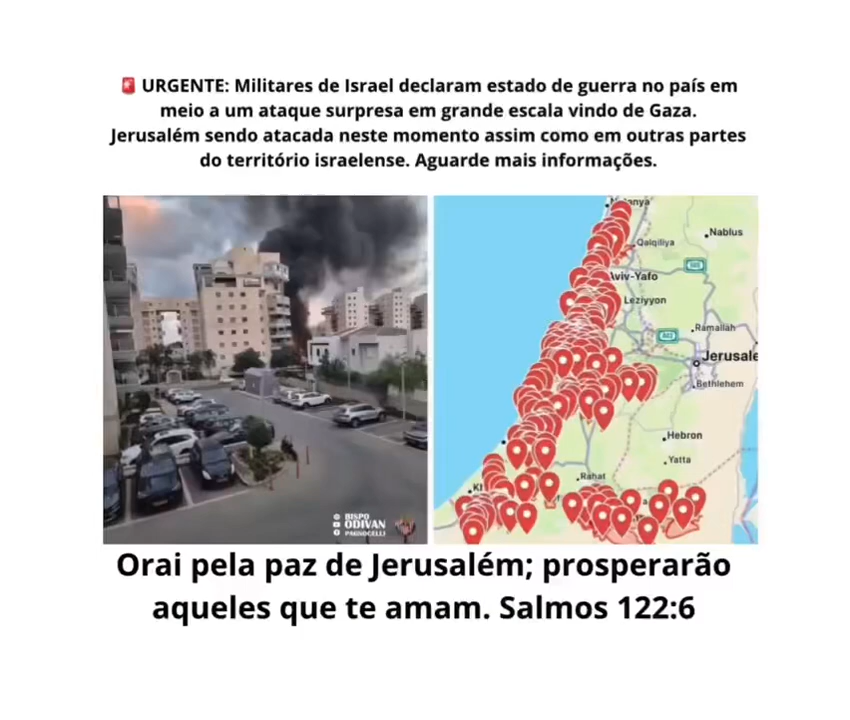 🚨 URGENTE: Militares de Israel declaram estado de guerra no país em
meio a um ataque surpresa em grande escala vindo de Gaza.
Jerusalém sendo atacada neste momento assim como em outras partes
do território israelense. Aguarde mais informações.
BISPO
ODIVAN
PAGNOCELLI
anya
Nablus
Qalqiliya
Aviv-Yafo
Leziyyon
Ramallah
Jerusale
Bethlehem
Hebron
Yatta
Rahat
Orai pela paz de Jerusalém; prosperarão
aqueles que te amam. Salmos 122:6